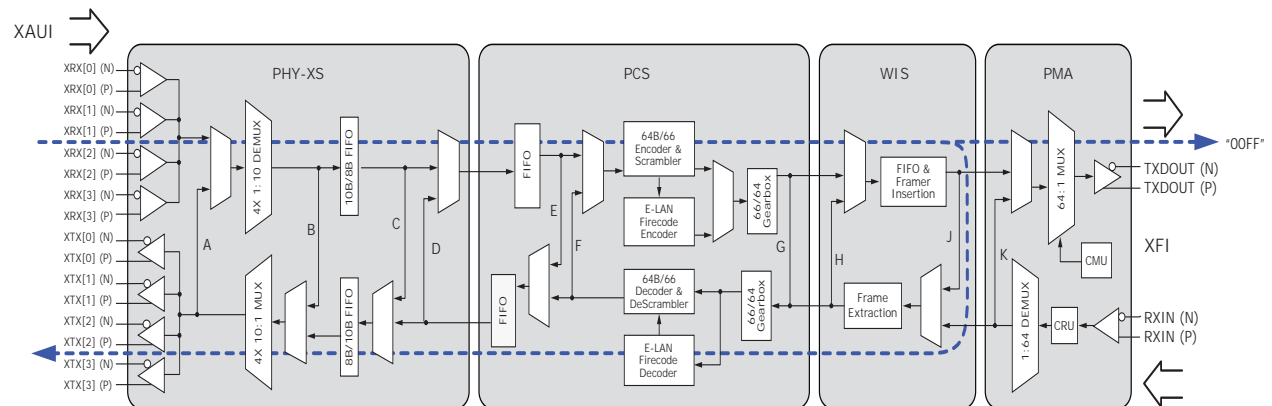 XAUI
PHY-XS
PCS
WIS
PMA
XRX[0] (N)
XRX[0] (P)
XRX[1] (N)
XRX[1] (P)
XRX[2] (N)
XRX[2] (P)
XRX[3] (N)
XRX[3] (P)
XTX[0] (N)
XTX[0] (P)
XTX[1] (N)
XTX[1] (P)
XTX[2] (N)
XTX[2] (P)
XTX[3] (N)
XTX[3] (P)
A
4X 1:10 DEMUX
4X 10:1 MUX
B
10B/8B FIFO
8B/10B FIFO
C
D
FIFO
E
FIFO
F
64B/66
Encoder &
Scrambler
E-LAN
Firecode
Encoder
64B/66
Decoder &
DeScrambler
E-LAN
Firecode
Decoder
66/64
Gearbox
66/64
Gearbox
G
H
FIFO &
Framer
Insertion
Frame
Extraction
J
K
64:1 MUX
1:64 DEMUX
CMU
CRU
"00FF"
TXDOUT (N)
TXDOUT (P)
XFI
RXIN (N)
RXIN (P)